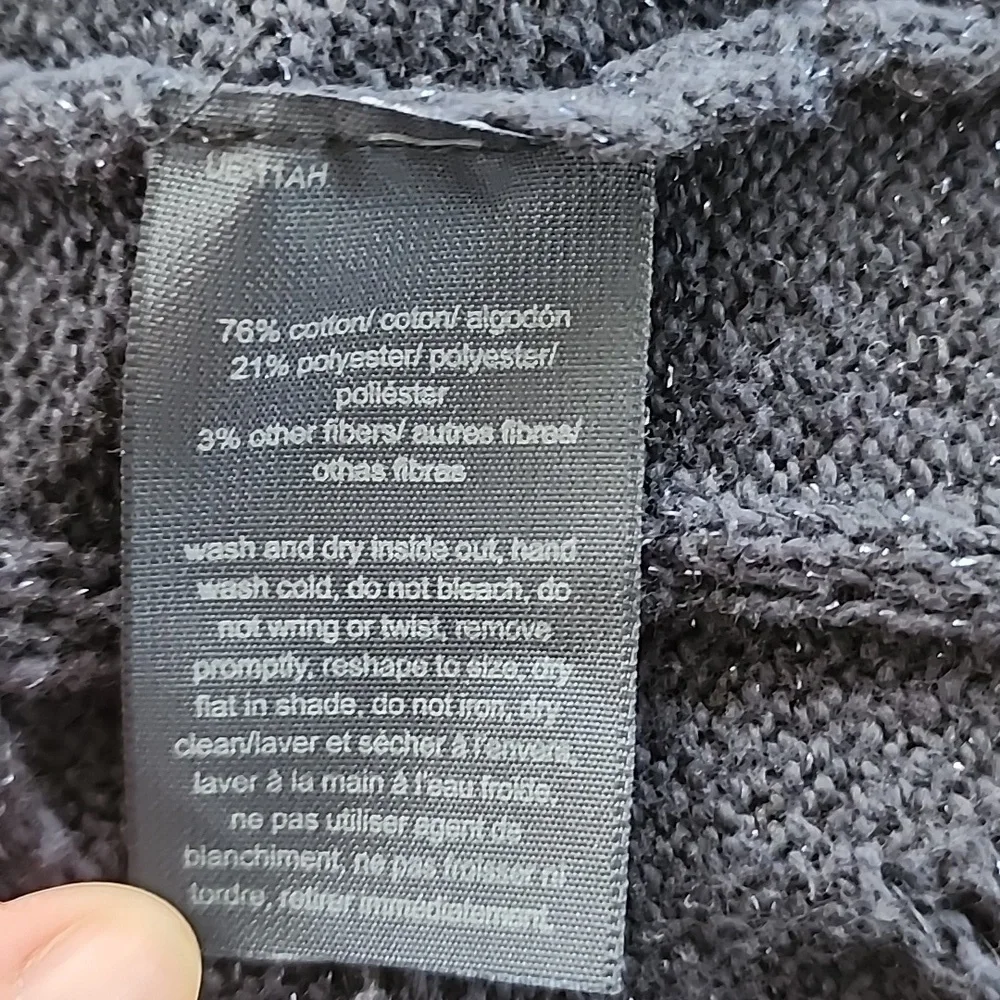 76% cotton/ coton/ algodón
21% polyester/ polyester/
poliéster
3% other fibers/ autres fibres/
othas fibras
wash and dry inside out, hand
wash cold, do not bleach, do
not wring or twist, remove
promptly, reshape to size, dry
flat in shade, do not iron, dry
clean/laver et sécher à l'envers,
laver à la main à l'eau froide,
ne pas utiliser agent de
blanchiment, ne pas froisser ni
tordre, retirer immédiatement,